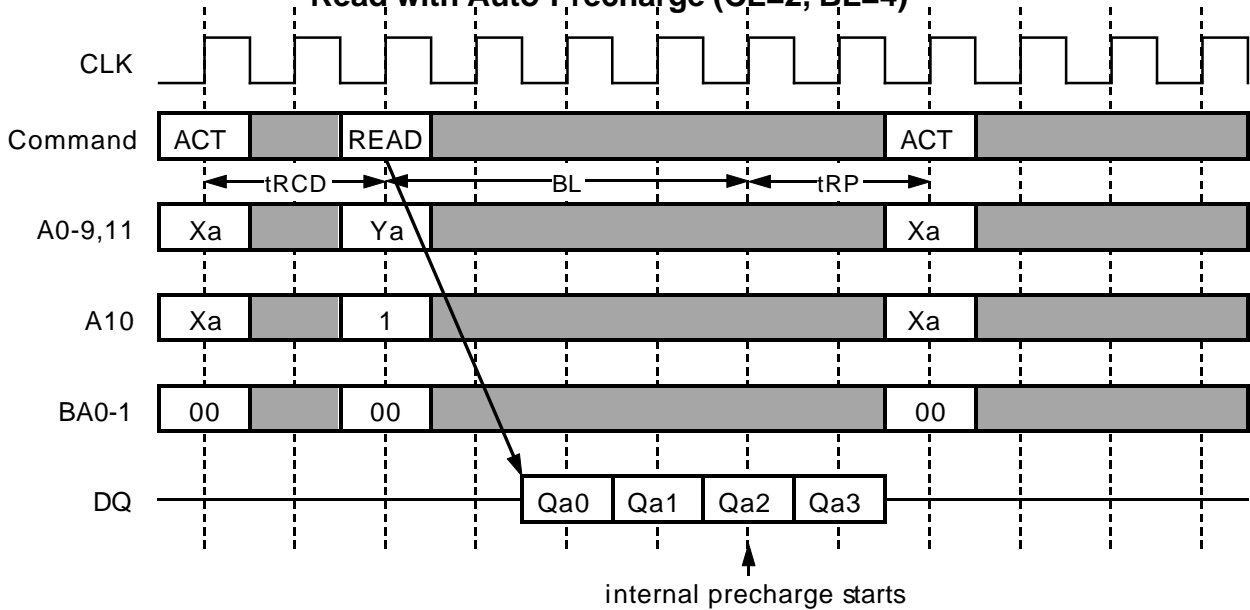 Read with Auto-Precharge (CL=2, BL=4)
CLK
Command ACT READ ACT
tRCD BL tRP
A0-9,11 Xa Ya Xa
A10 Xa 1 Xa
BA0-1 00 00 00
DQ Qa0 Qa1 Qa2 Qa3
internal precharge starts